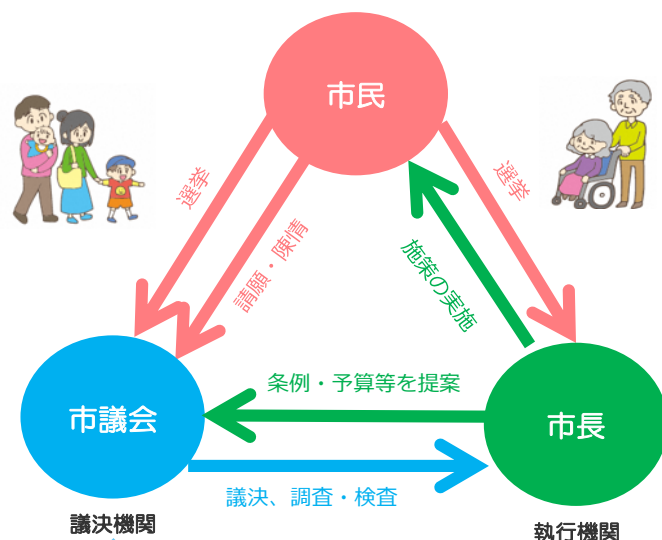 市民
選挙
選挙
請願・陳情
施策の実施
条例・予算等を提案
市議会
市長
議決、調査・検査
議決機関
執行機関